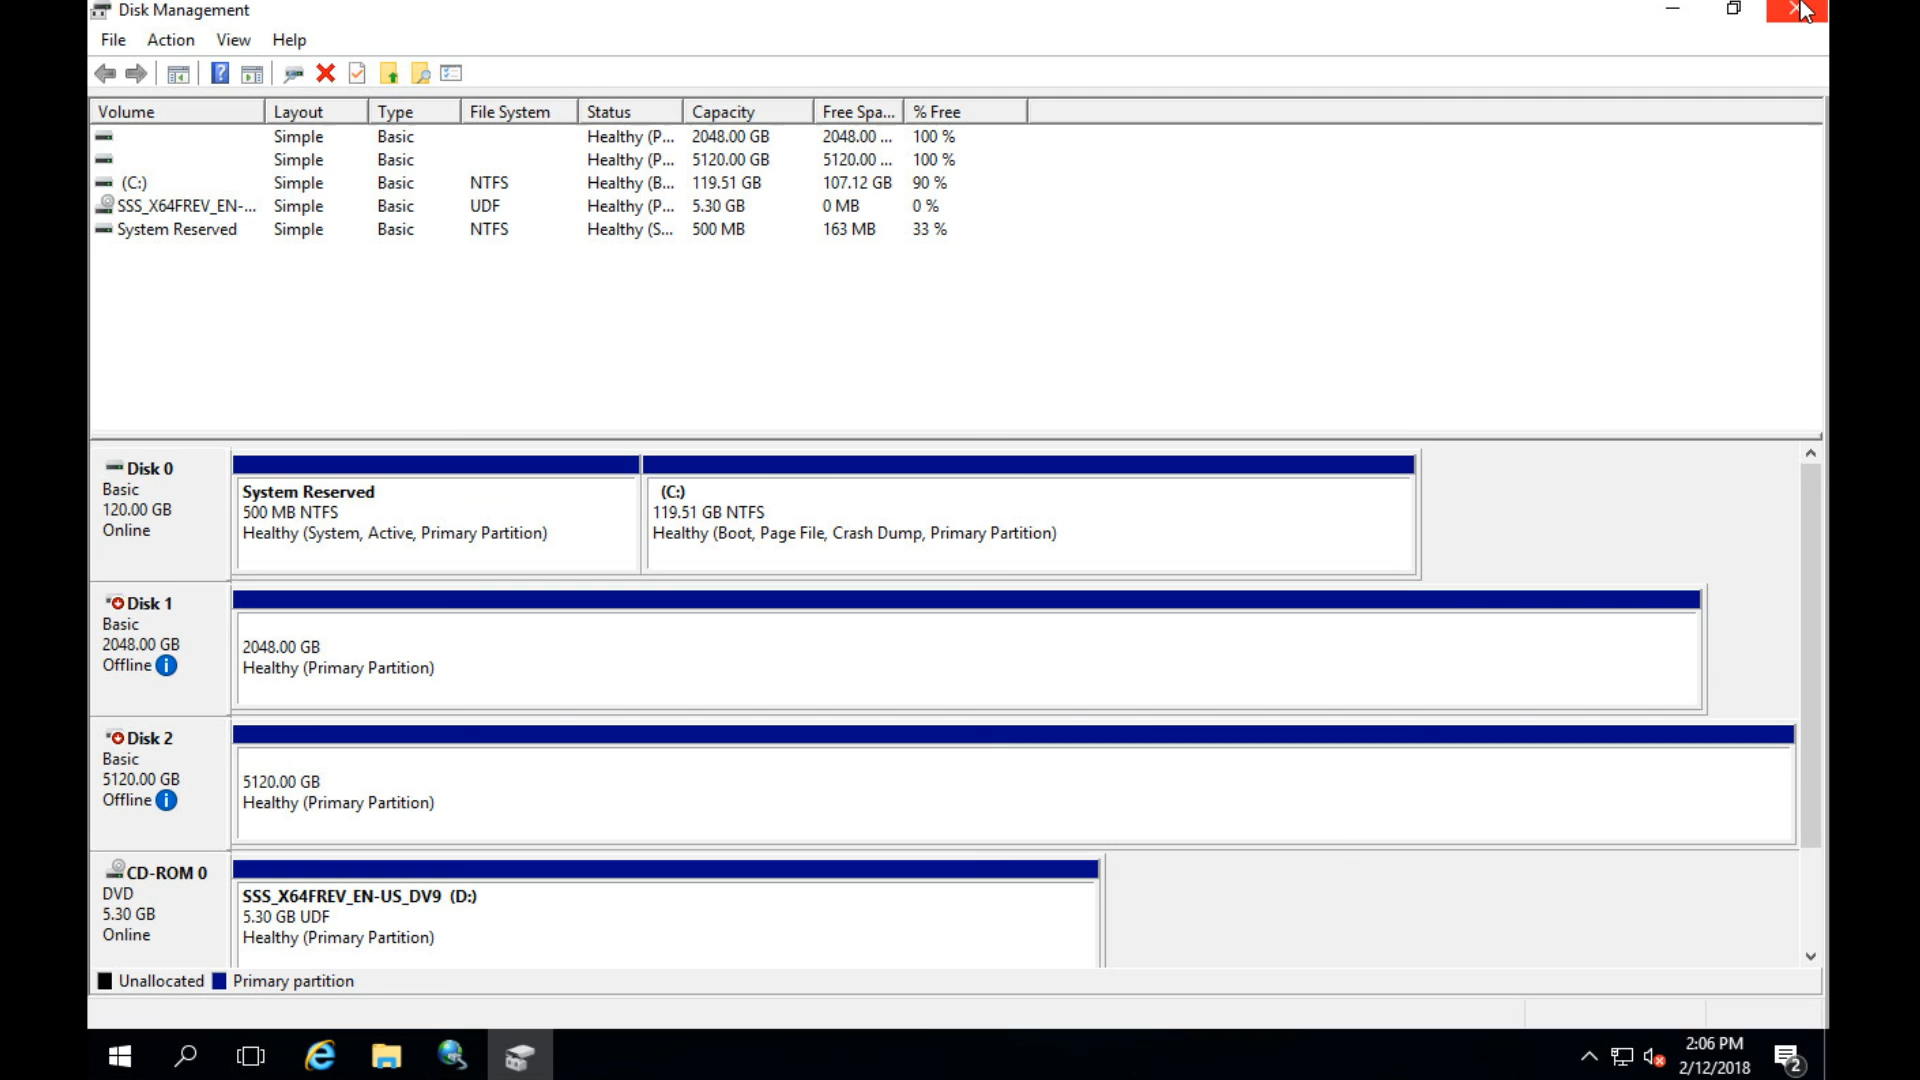 Disk Management
File Action View Help
Volume Layout Type File System Status Capacity Free Spa... % Free
Simple Basic Healthy (P... 2048.00 GB 2048.00 ... 100 %
Simple Basic Healthy (P... 5120.00 GB 5120.00 ... 100 %
(C:) Simple Basic NTFS Healthy (B... 119.51 GB 107.12 GB 90 %
SSS_X64FREV_EN-... Simple Basic UDF Healthy (P... 5.30 GB 0 MB 0 %
System Reserved Simple Basic NTFS Healthy (S... 500 MB 163 MB 33 %
Disk 0
Basic
120.00 GB
Online
System Reserved
500 MB NTFS
Healthy (System, Active, Primary Partition)
(C:)
119.51 GB NTFS
Healthy (Boot, Page File, Crash Dump, Primary Partition)
Disk 1
Basic
2048.00 GB
Offline
2048.00 GB
Healthy (Primary Partition)
Disk 2
Basic
5120.00 GB
Offline
5120.00 GB
Healthy (Primary Partition)
CD-ROM 0
DVD
5.30 GB
Online
SSS_X64FREV_EN-US_DV9 (D:)
5.30 GB UDF
Healthy (Primary Partition)
Unallocated Primary partition
2:06 PM
2/12/2018
2